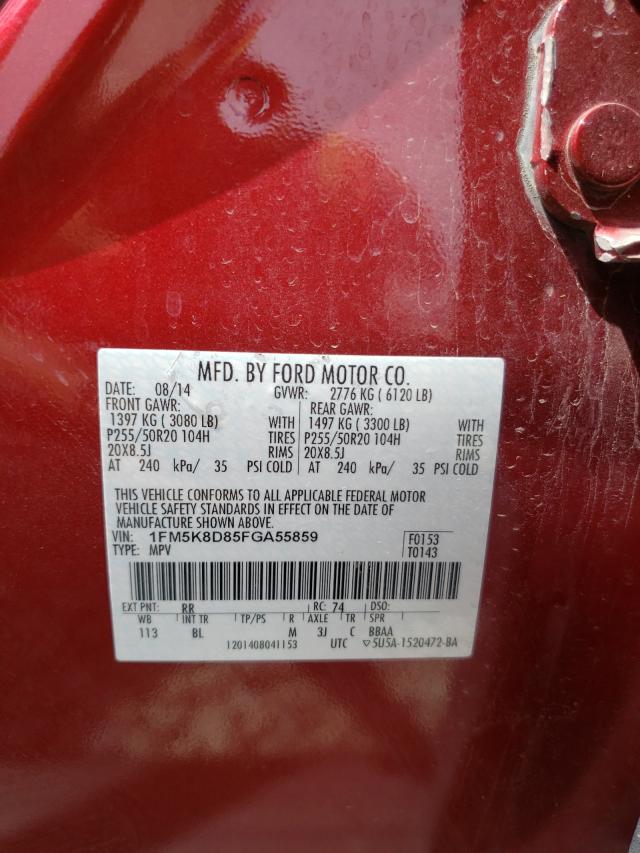 MFD. BY FORD MOTOR CO.
DATE: 08/14 GVWR: 2776 KG ( 6120 LB)
FRONT GAWR: REAR GAWR:
1397 KG ( 3080 LB) WITH 1497 KG ( 3300 LB) WITH
P255/50R20 104H TIRES P255/50R20 104H TIRES
20X8.5J RIMS 20X8.5J RIMS
AT 240 kPa/ 35 PSI COLD AT 240 kPa/ 35 PSI COLD
THIS VEHICLE CONFORMS TO ALL APPLICABLE FEDERAL MOTOR
VEHICLE SAFETY STANDARDS IN EFFECT ON THE DATE OF
MANUFACTURE SHOWN ABOVE.
VIN: 1FM5K8D85FGA55859 F0153
TYPE: MPV T0143
EXT PNT: RR RC: 74 DSO:
WB INT TR TP/PS R AXLE TR SPR
113 BL M 3J C BBAA
1201408041153 UTC ▽5U5A-1520472-BA